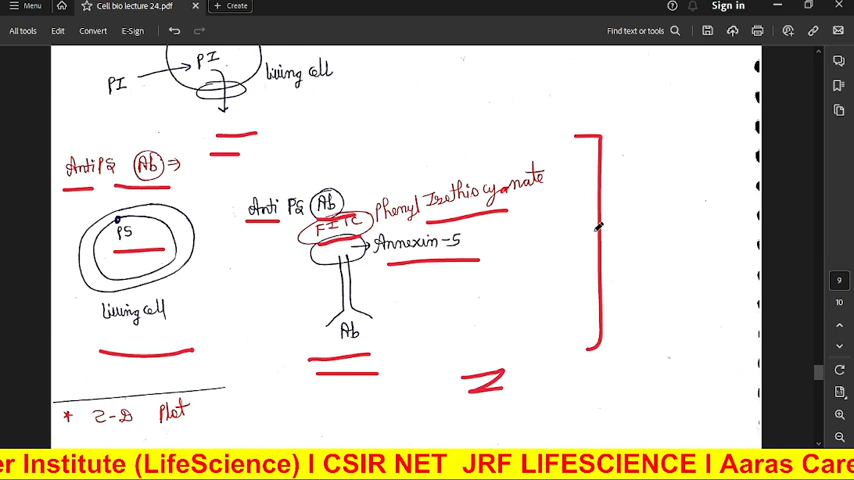 Menu
Cell bio lecture 24.pdf
Create
Sign in
All tools
Edit
Convert
E-Sign
Find text or tools
PI
PI
living cell
Anti PS Ab ⇒
Anti PS Ab
FITC
Phenyl Isethiocyanate
Annexin-5
PS
living cell
Ab
9
10
* 2-D Plot
er Institute (LifeScience) I CSIR NET JRF LIFESCIENCE I Aaras Care